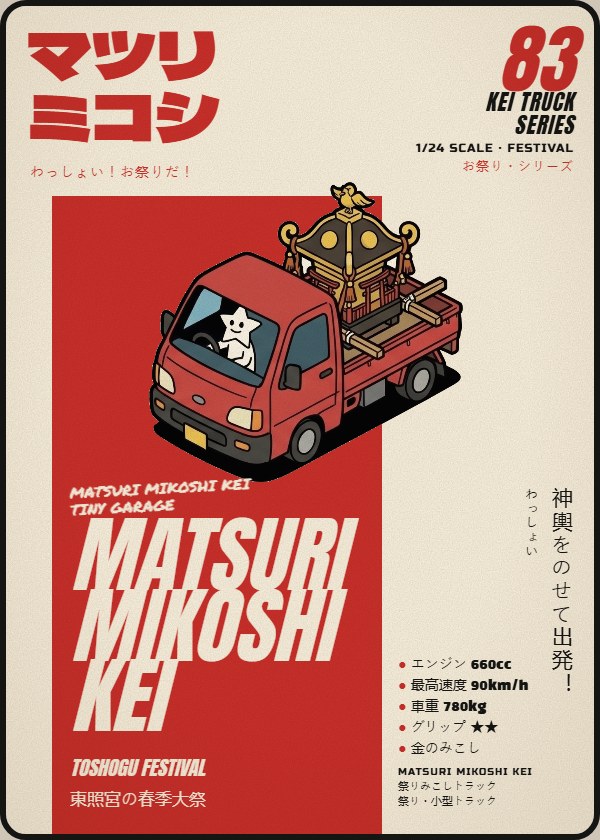 マツリ
ミコシ
わっしょい！お祭りだ！
83
KEI TRUCK
SERIES
1/24 SCALE · FESTIVAL
お祭り・シリーズ
MATSURI MIKOSHI KEI
TINY GARAGE
MATSURI
MIKOSHI
KEI
TOSHOGU FESTIVAL
東照宮の春季大祭
神輿をのせて出発！
わっしょい
● エンジン 660cc
● 最高速度 90km/h
● 車重 780kg
● グリップ ★★
● 金のみこし
MATSURI MIKOSHI KEI
祭りみこしトラック
祭り・小型トラック